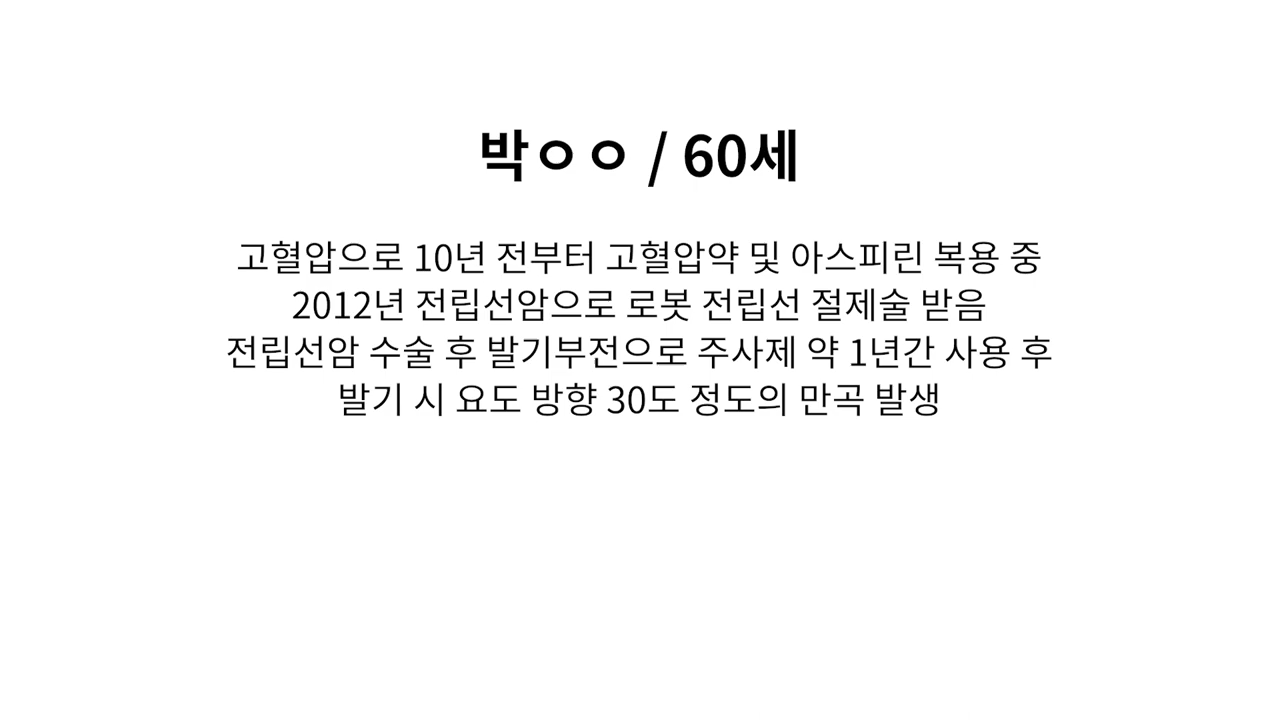 박ㅇㅇ / 60세
고혈압으로 10년 전부터 고혈압약 및 아스피린 복용 중
2012년 전립선암으로 로봇 전립선 절제술 받음
전립선암 수술 후 발기부전으로 주사제 약 1년간 사용 후
발기 시 요도 방향 30도 정도의 만곡 발생